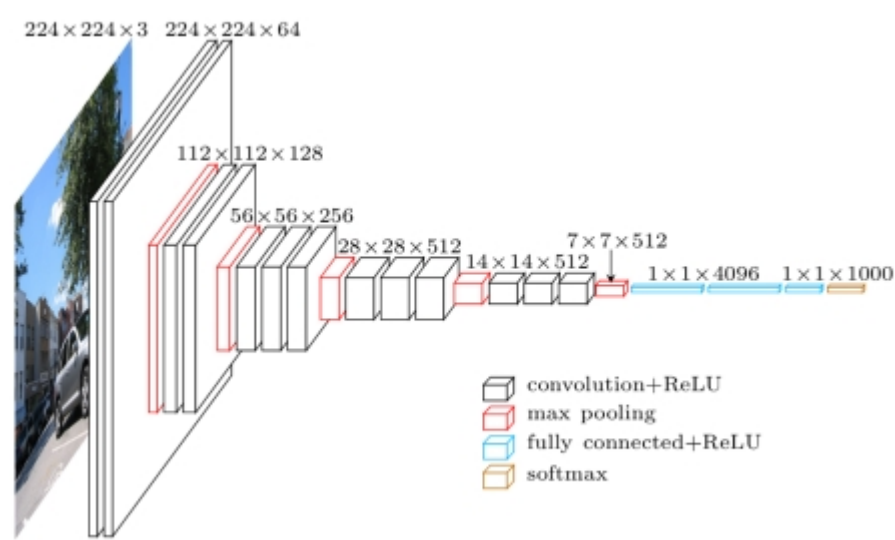 224×224×3
224×224×64
112×112×128
56×56×256
28×28×512
14×14×512
7×7×512
1×1×4096
1×1×1000
convolution+ReLU
max pooling
fully connected+ReLU
softmax